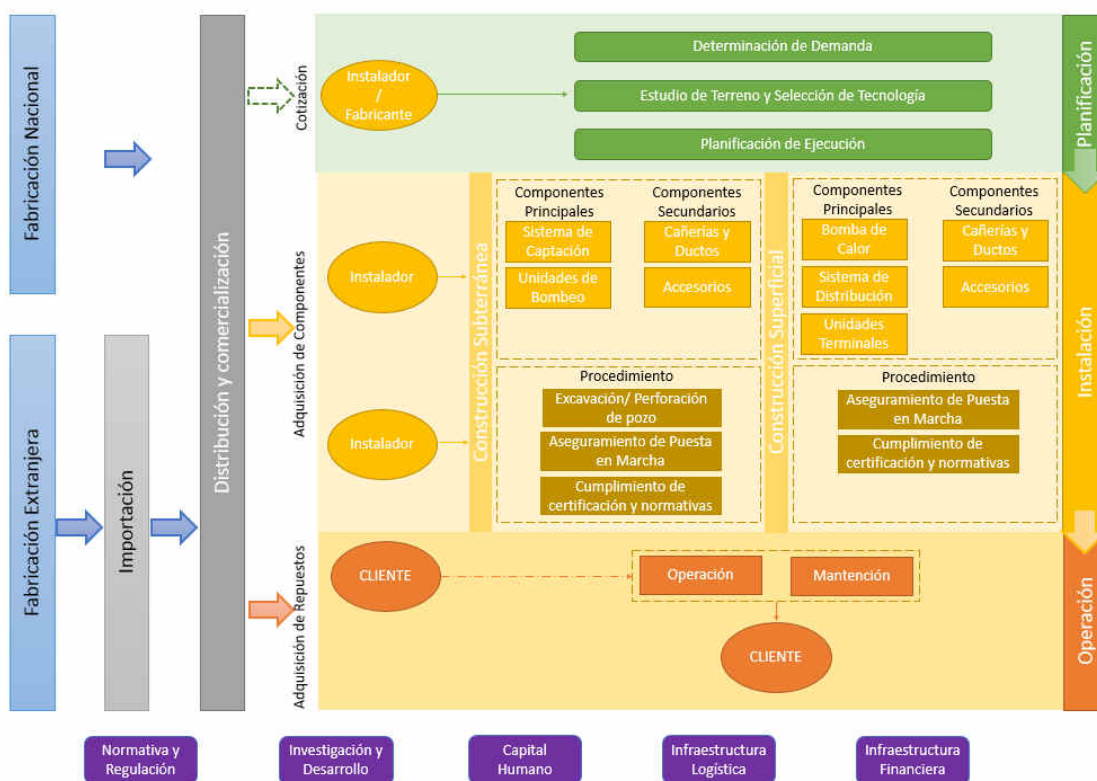 Fabricación Nacional
Fabricación Extranjera
Importación
Distribución y comercialización
Cotización
Instalador
/
Fabricante
Determinación de Demanda
Estudio de Terreno y Selección de Tecnología
Planificación de Ejecución
Planificación
Adquisición de Componentes
Instalador
Construcción Subterránea
Componentes
Principales
Sistema de
Captación
Unidades de
Bombeo
Componentes
Secundarios
Cañerías y
Ductos
Accesorios
Construcción Superficial
Componentes
Principales
Bomba de
Calor
Sistema de
Distribución
Unidades
Terminales
Componentes
Secundarios
Cañerías y
Ductos
Accesorios
Instalación
Instalador
Procedimiento
Excavación/ Perforación
de pozo
Aseguramiento de Puesta
en Marcha
Cumplimiento de
certificación y normativas
Procedimiento
Aseguramiento de Puesta
en Marcha
Cumplimiento de
certificación y normativas
Adquisición de Repuestos
CLIENTE
Operación
Mantención
CLIENTE
Operación
Normativa y
Regulación
Investigación y
Desarrollo
Capital
Humano
Infraestructura
Logística
Infraestructura
Financiera